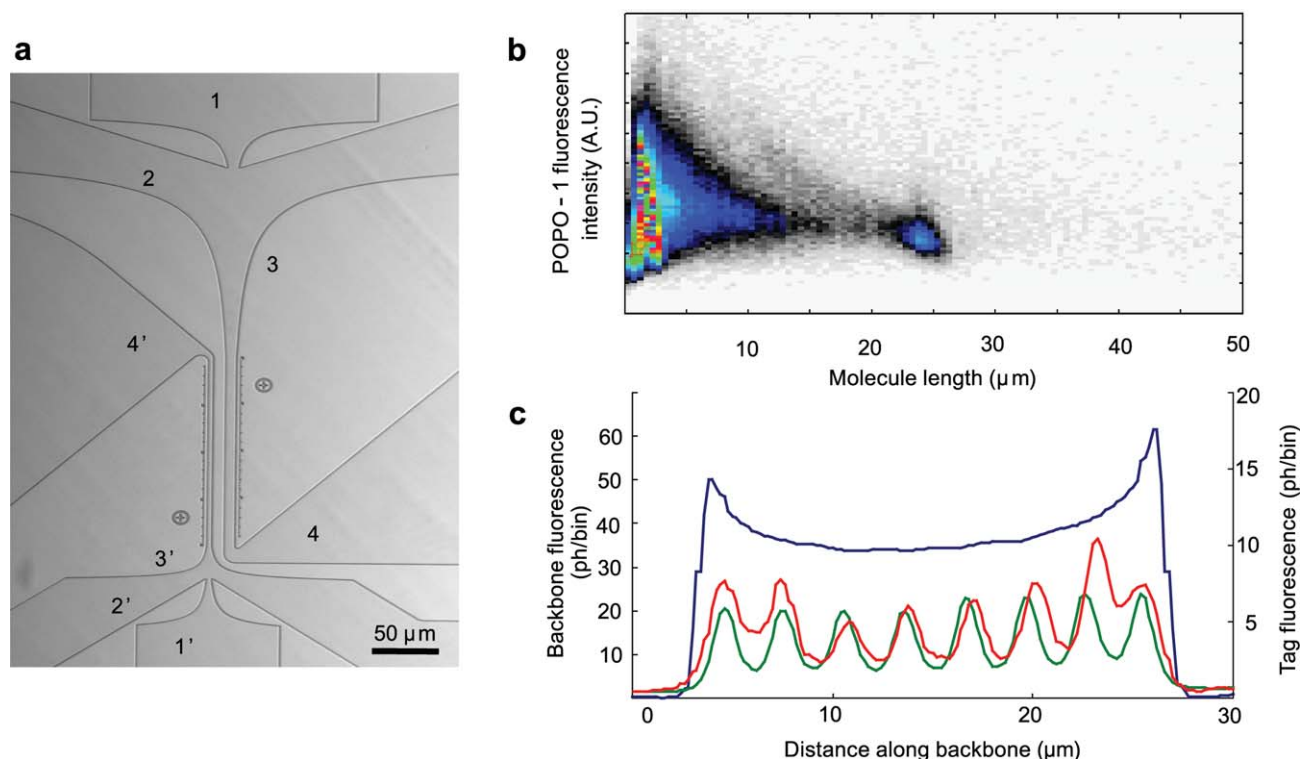 a
1
2
3
4'
4
3'
2'
1'
50 µm
b
POPO - 1 fluorescence
intensity (A.U.)
10 20 30 40 50
Molecule length (µm)
c
Backbone fluorescence
(ph/bin)
60
50
40
30
20
10
20
15
10
5
Tag fluorescence (ph/bin)
0 10 20 30
Distance along backbone (µm)